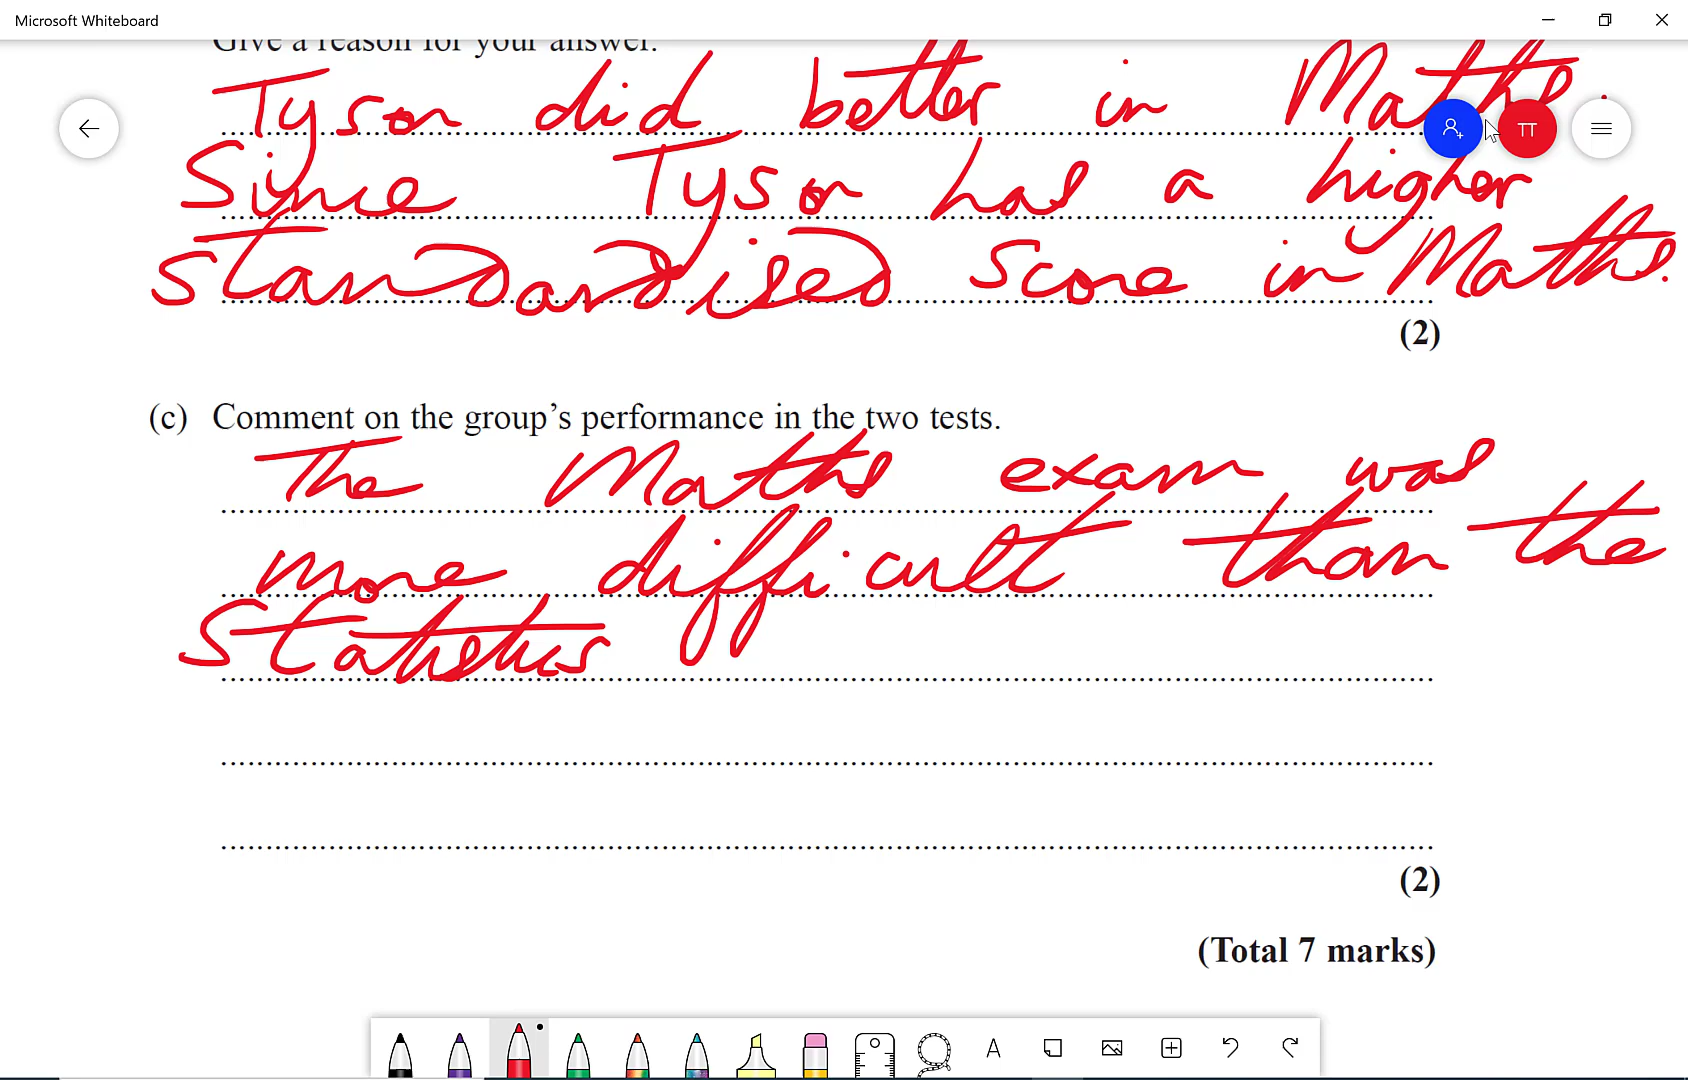 Microsoft Whiteboard
Give a reason for your answer.
Tyson did better in Maths.
Since Tyson has a higher
standardised score in Maths.
(2)
(c) Comment on the group's performance in the two tests.
The Maths exam was
more difficult than the
Statistics
(2)
(Total 7 marks)
TT
A